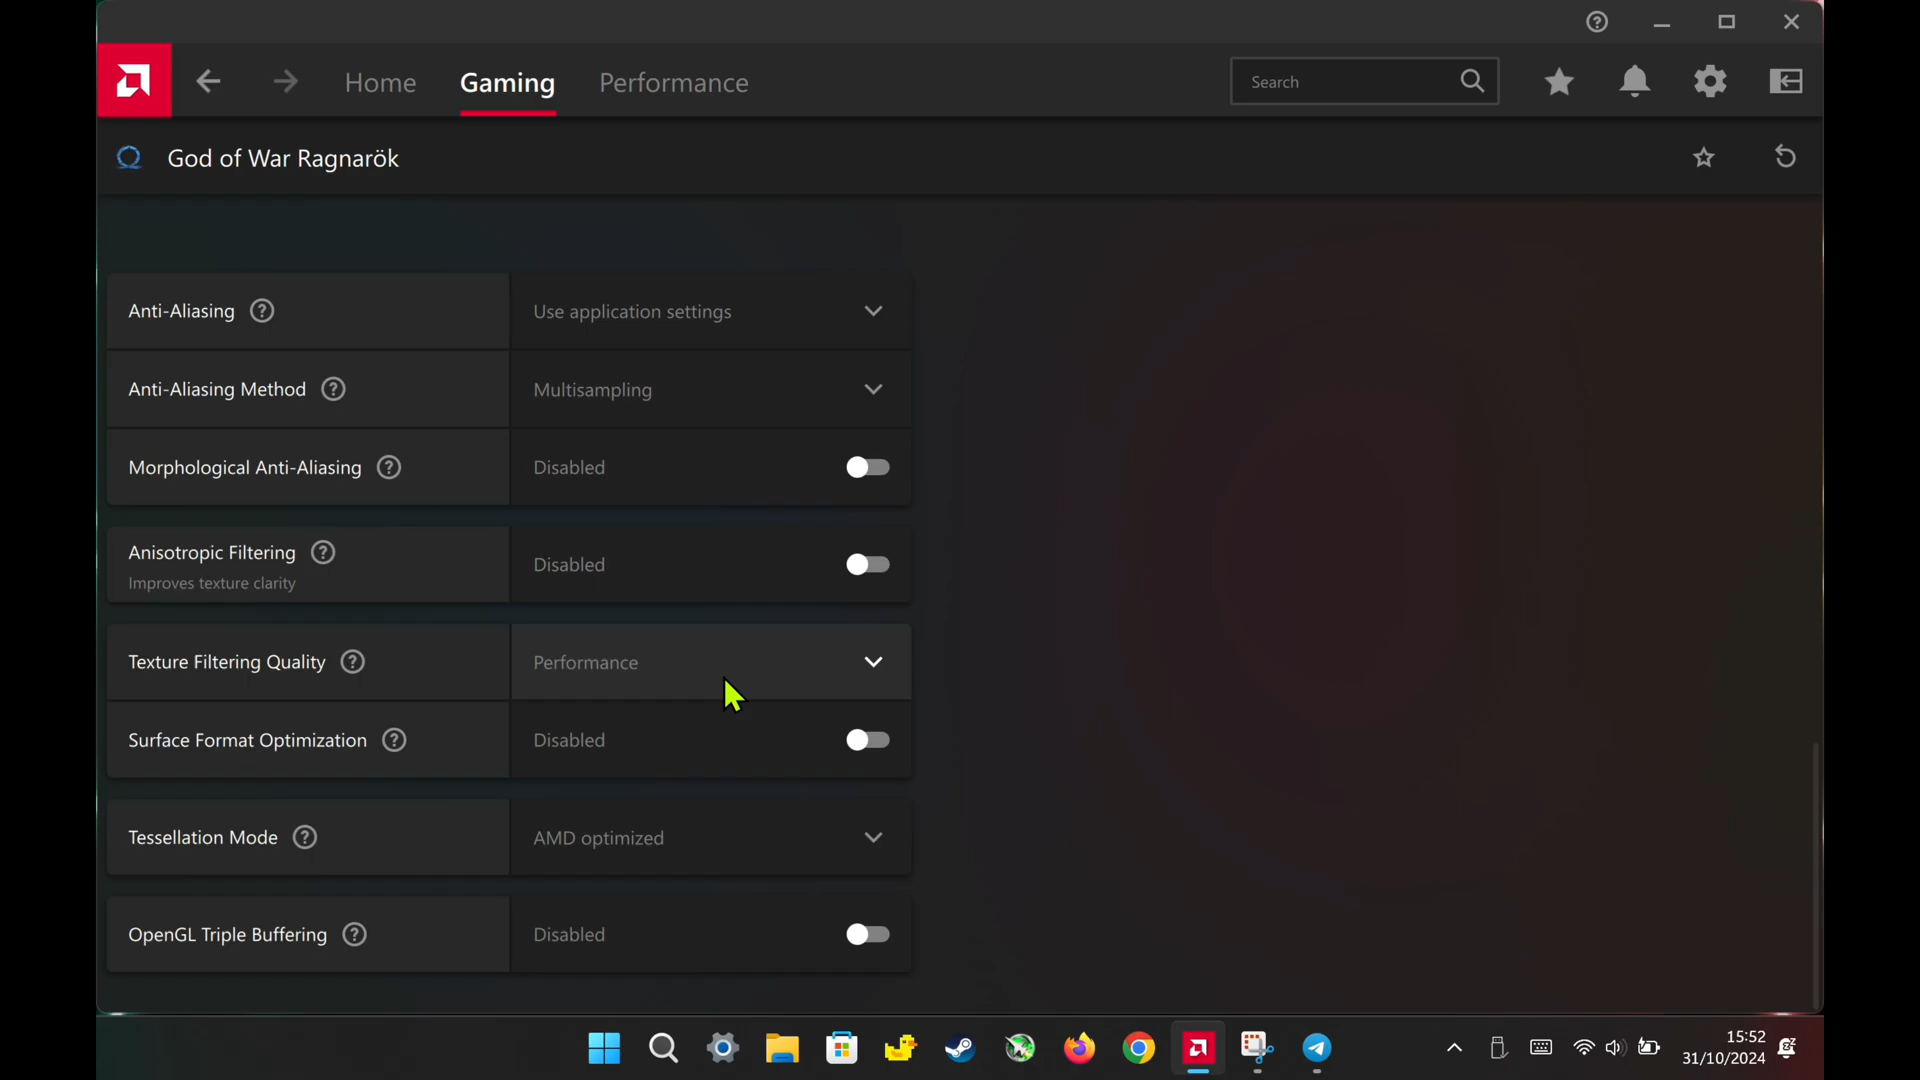 Home Gaming Performance Search
God of War Ragnarök
Anti-Aliasing Use application settings
Anti-Aliasing Method Multisampling
Morphological Anti-Aliasing Disabled
Anisotropic Filtering
Improves texture clarity
Disabled
Texture Filtering Quality Performance
Surface Format Optimization Disabled
Tessellation Mode AMD optimized
OpenGL Triple Buffering Disabled
15:52
31/10/2024